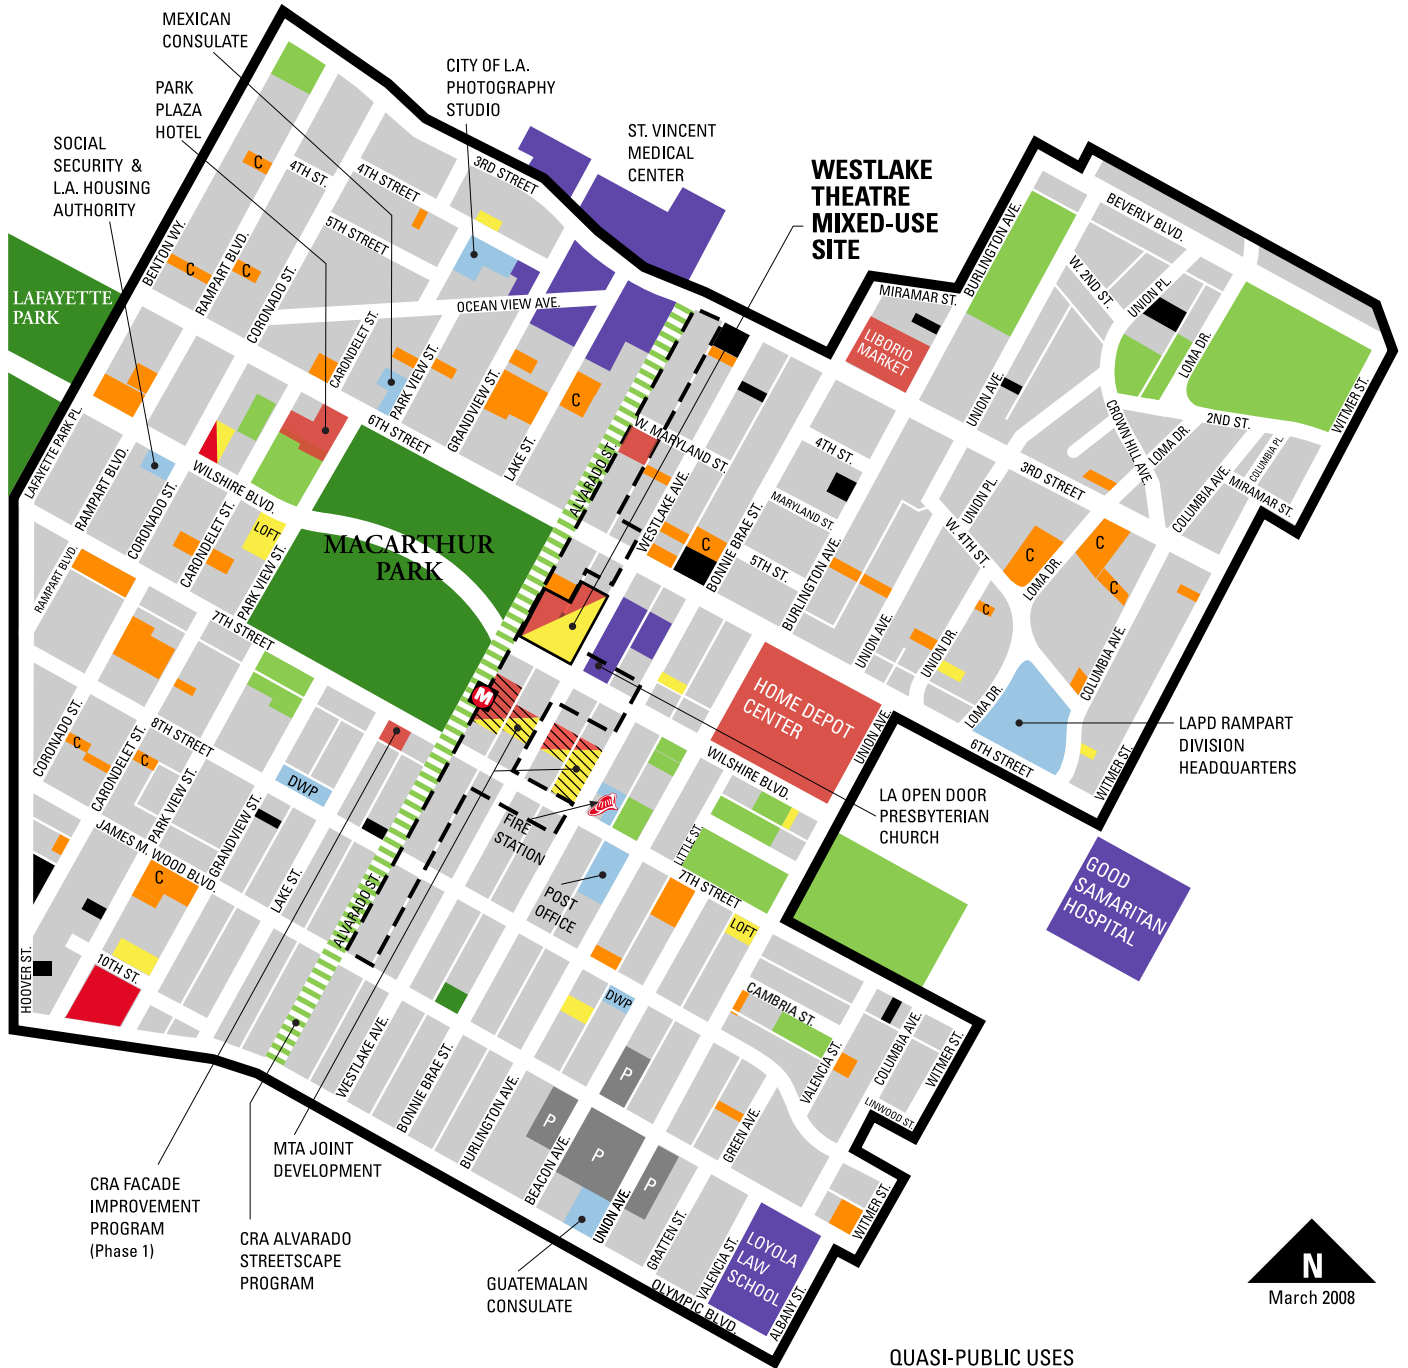 MEXICAN
CONSULATE
PARK
PLAZA
HOTEL
SOCIAL
SECURITY &
L.A. HOUSING
AUTHORITY
CITY OF L.A.
PHOTOGRAPHY
STUDIO
ST. VINCENT
MEDICAL
CENTER
WESTLAKE
THEATRE
MIXED-USE
SITE
LAFAYETTE
PARK
BENTON WY.
RAMPART BLVD.
CORONADO ST.
4TH ST.
4TH STREET
5TH STREET
3RD STREET
OCEAN VIEW AVE.
CARONDELET ST.
PARK VIEW ST.
GRANDVIEW ST.
LAKE ST.
6TH STREET
C
C
C
C
MIRAMAR ST.
LIBORIO
MARKET
BURLINGTON AVE.
BEVERLY BLVD.
W. 2ND ST.
UNION PL.
LOMA DR.
WITMER ST.
2ND ST.
CROWN HILL AVE.
LOMA DR.
COLUMBIA PL.
COLUMBIA AVE.
MIRAMAR ST.
UNION AVE.
3RD STREET
UNION PL.
W. 4TH ST.
4TH ST.
W. MARYLAND ST.
MARYLAND ST.
ALVARADO ST.
WESTLAKE AVE.
BONNIE BRAE ST.
5TH ST.
BURLINGTON AVE.
UNION AVE.
UNION DR.
LOMA DR.
LOMA DR.
C
C
C
C
C
COLUMBIA AVE.
WITMER ST.
6TH STREET
LAPD RAMPART
DIVISION
HEADQUARTERS
LAFAYETTE PARK PL.
RAMPART BLVD.
CORONADO ST.
WILSHIRE BLVD.
CARONDELET ST.
LOFT
PARK VIEW ST.
MACARTHUR
PARK
RAMPART BLVD.
7TH STREET
M
HOME DEPOT
CENTER
UNION AVE.
WILSHIRE BLVD.
LA OPEN DOOR
PRESBYTERIAN
CHURCH
CORONADO ST.
C
CARONDELET ST.
C
8TH STREET
PARK VIEW ST.
DWP
GRANDVIEW ST.
JAMES M. WOOD BLVD.
C
LAKE ST.
ALVARADO ST.
FIRE
STATION
POST
OFFICE
LITTLE ST.
7TH STREET
LOFT
GOOD
SAMARITAN
HOSPITAL
HOOVER ST.
10TH ST.
DWP
CAMBRIA ST.
VALENCIA ST.
COLUMBIA AVE.
WITMER ST.
LINWOOD ST.
WESTLAKE AVE.
BONNIE BRAE ST.
BURLINGTON AVE.
BEACON AVE.
P
P
P
P
UNION AVE.
GREEN AVE.
GRATTEN ST.
VALENCIA ST.
OLYMPIC BLVD.
LOYOLA
LAW
SCHOOL
ALBANY ST.
WITMER ST.
MTA JOINT
DEVELOPMENT
CRA FACADE
IMPROVEMENT
PROGRAM
(Phase 1)
CRA ALVARADO
STREETSCAPE
PROGRAM
GUATEMALAN
CONSULATE
N
March 2008
QUASI-PUBLIC USES